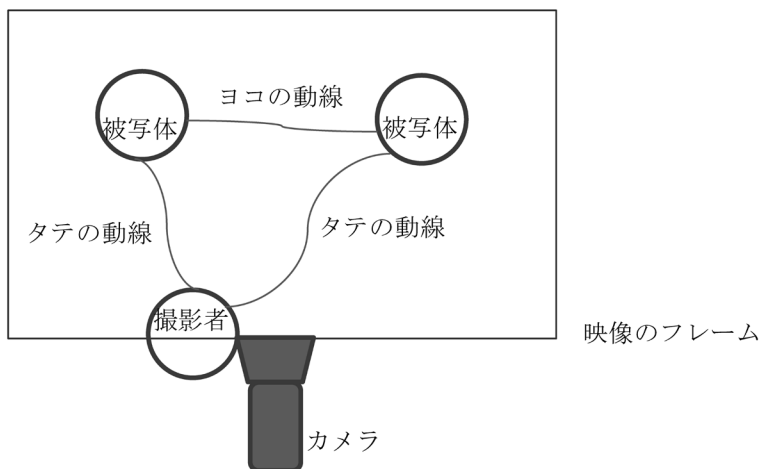 ヨコの動線
被写体
被写体
タテの動線
タテの動線
撮影者
映像のフレーム
カメラ